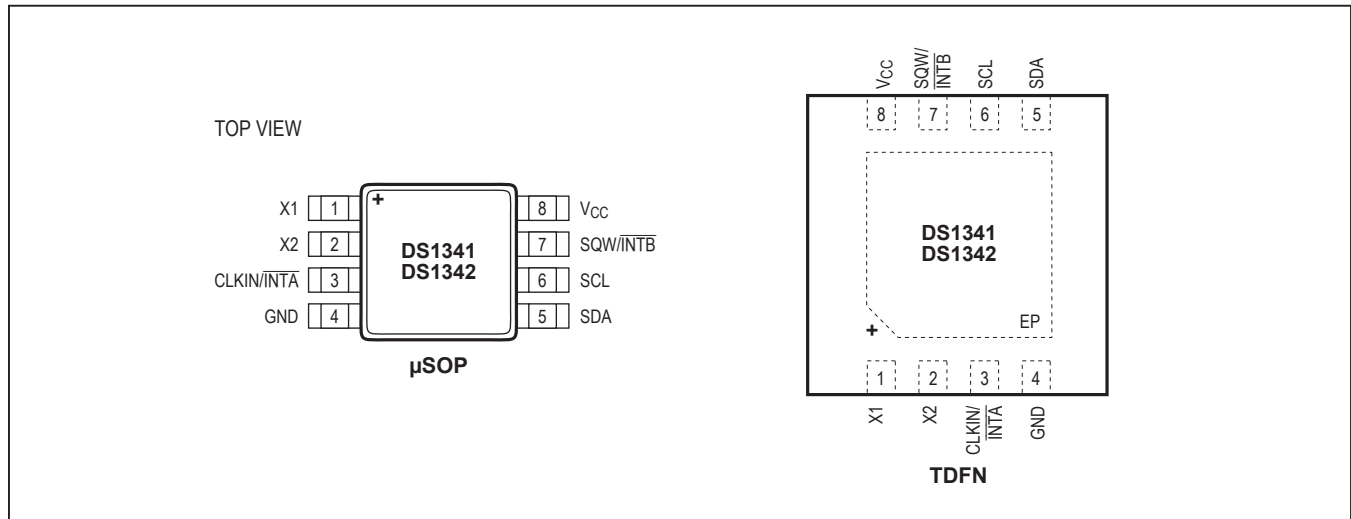 TOP VIEW
X1 1
X2 2
CLKIN/INTA 3
GND 4
+
DS1341
DS1342
8 VCC
7 SQW/INTB
6 SCL
5 SDA
µSOP
VCC
SQW/
INTB
SCL
SDA
8 7 6 5
DS1341
DS1342
EP
+
1 2 3 4
X1
X2
CLKIN/
INTA
GND
TDFN